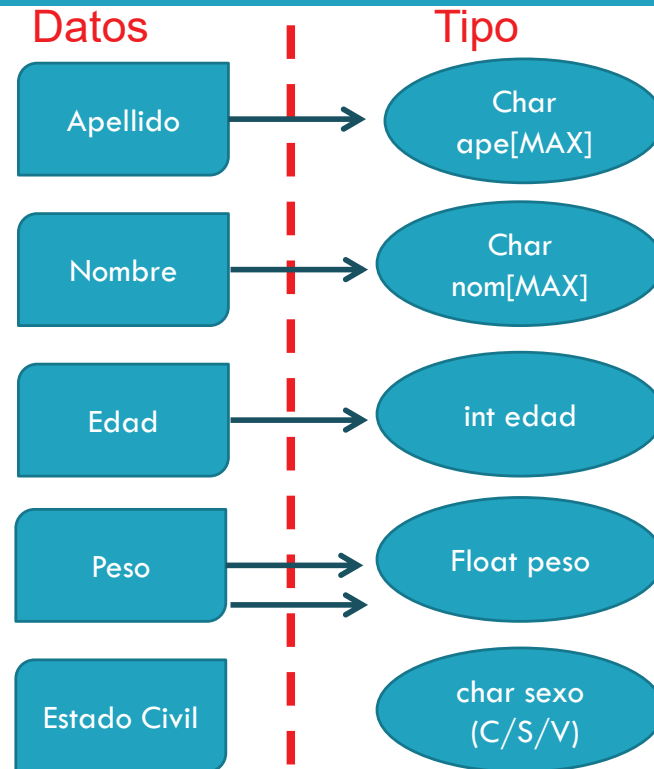 Datos
Tipo
Apellido
Char
ape[MAX]
Nombre
Char
nom[MAX]
Edad
int edad
Peso
Float peso
Estado Civil
char sexo
(C/S/V)